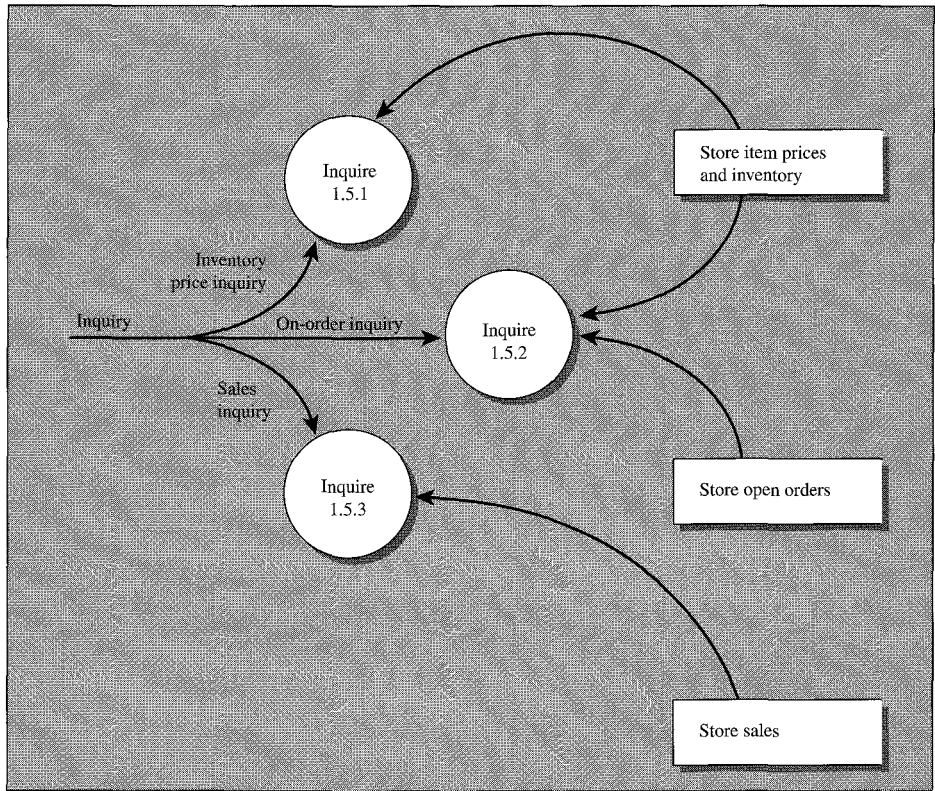 Inquire
1.5.1
Store item prices
and inventory
Inventory
price inquiry
Inquiry
On-order inquiry
Inquire
1.5.2
Sales
inquiry
Inquire
1.5.3
Store open orders
Store sales